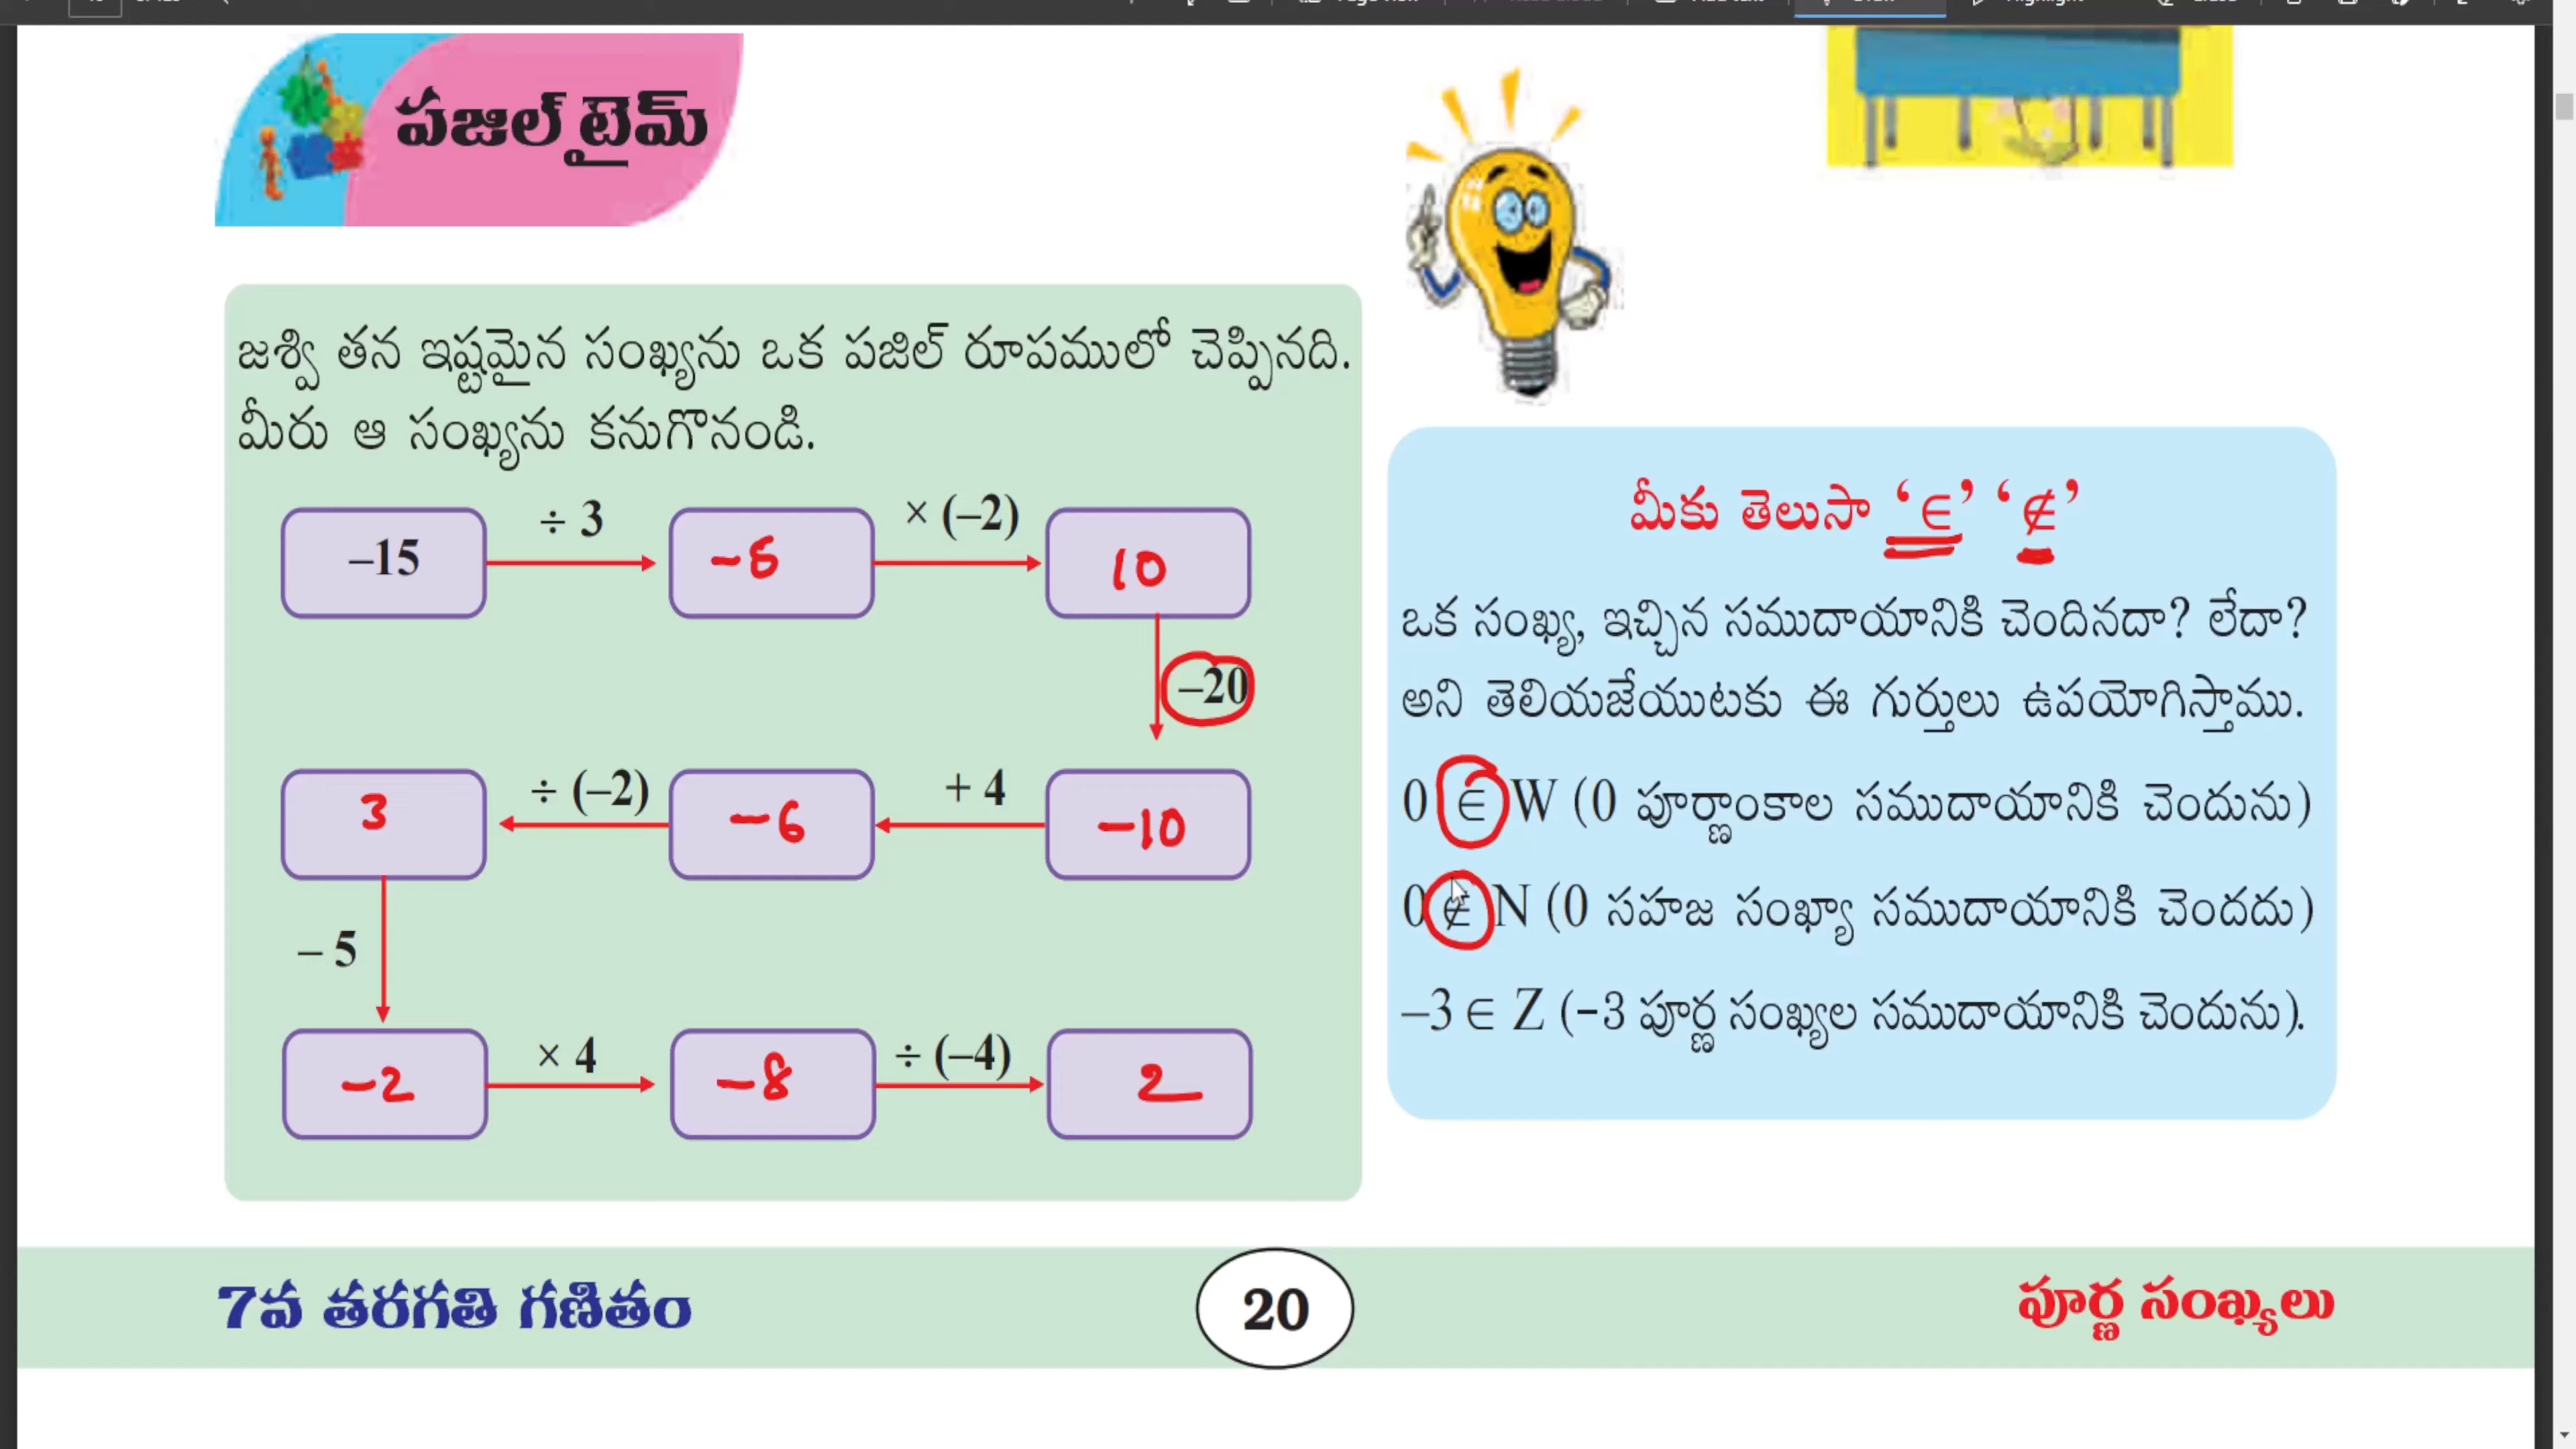 పజిల్ టైమ్
జశ్వి తన ఇష్టమైన సంఖ్యను ఒక పజిల్ రూపములో చెప్పినది.
మీరు ఆ సంఖ్యను కనుగొనండి.
–15 ÷ 3 -5 × (–2) 10
–20
3 ÷ (–2) -6 + 4 -10
– 5
-2 × 4 -8 ÷ (–4) 2
మీకు తెలుసా ‘∈’ ‘∉’
ఒక సంఖ్య, ఇచ్చిన సముదాయానికి చెందినదా? లేదా?
అని తెలియజేయుటకు ఈ గుర్తులు ఉపయోగిస్తాము.
0 ∈ W (0 పూర్ణాంకాల సముదాయానికి చెందును)
0 ∉ N (0 సహజ సంఖ్యా సముదాయానికి చెందదు)
–3 ∈ Z (-3 పూర్ణ సంఖ్యల సముదాయానికి చెందును).
7వ తరగతి గణితం
20
పూర్ణ సంఖ్యలు